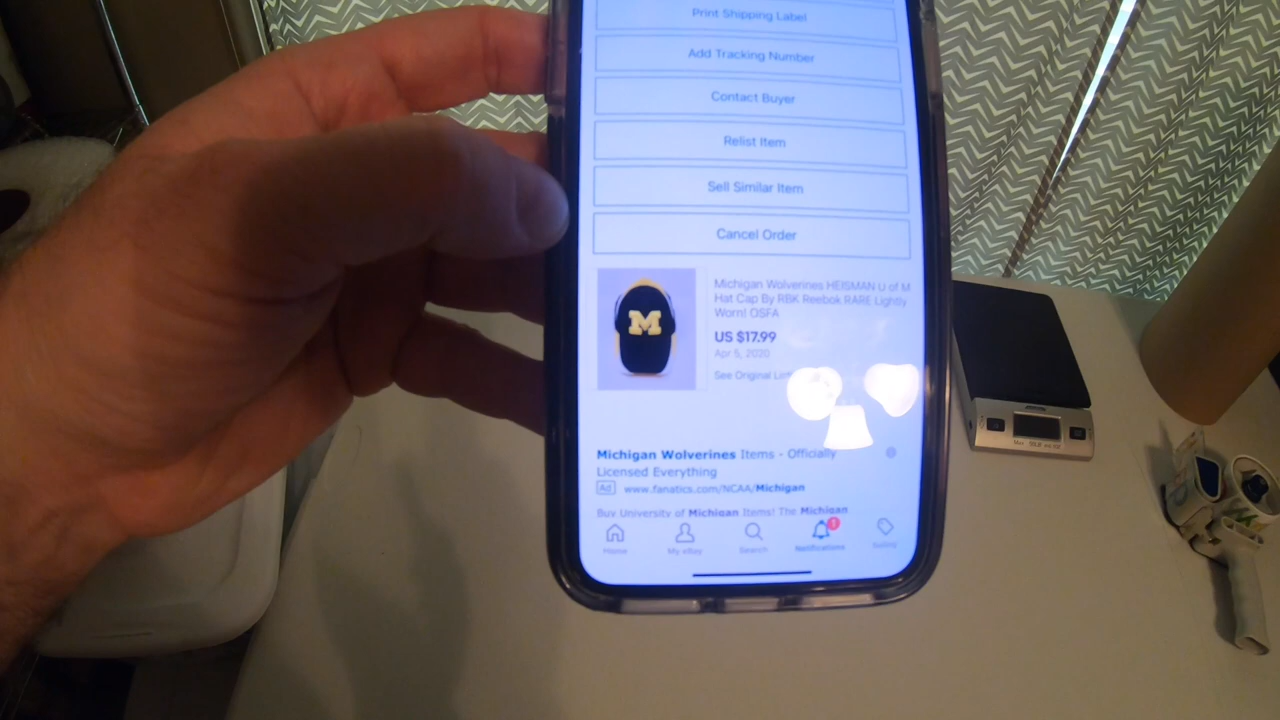 Print Shipping Label
Add Tracking Number
Contact Buyer
Relist Item
Sell Similar Item
Cancel Order
M
Michigan Wolverines HEISMAN U of M
Hat Cap By RBK Reebok RARE Lightly
Worn! OSFA
US $17.99
Apr 5, 2020
See Original
Michigan Wolverines Items - Officially
Licensed Everything
Ad www.fanatics.com/NCAA/Michigan
Buy University of Michigan Items! The Michigan
1
Home My eBay Search Notifications Selling